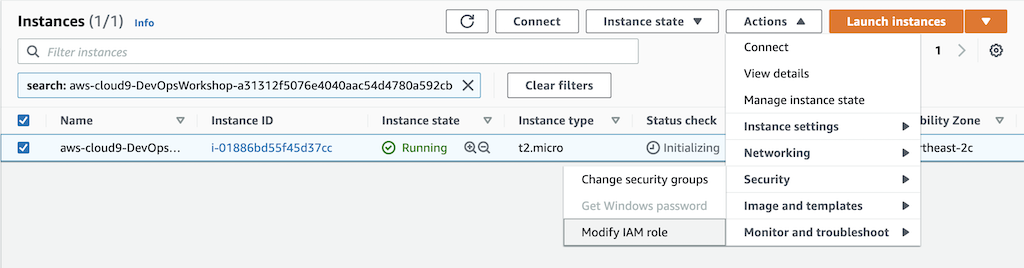 Instances (1/1) Info
Connect Instance state Actions Launch instances
Filter instances
1
search: aws-cloud9-DevOpsWorkshop-a31312f5076e4040aac54d4780a592cb Clear filters
Name Instance ID Instance state Instance type Status check bility Zone
aws-cloud9-DevOps... i-01886bd55f45d37cc Running t2.micro Initializing rtheast-2c
Connect
View details
Manage instance state
Instance settings
Networking
Security
Image and templates
Monitor and troubleshoot
Change security groups
Get Windows password
Modify IAM role